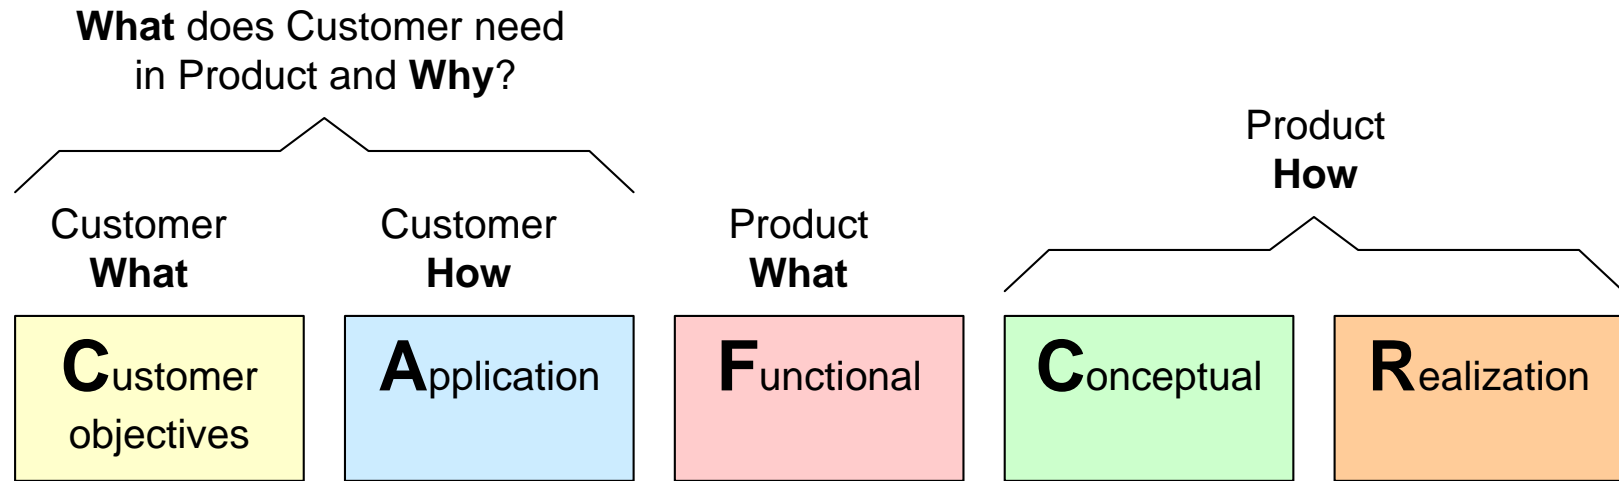 What does Customer need
in Product and Why?
Product
How
Customer
What
Customer
How
Product
What
Customer
objectives
Application
Functional
Conceptual
Realization